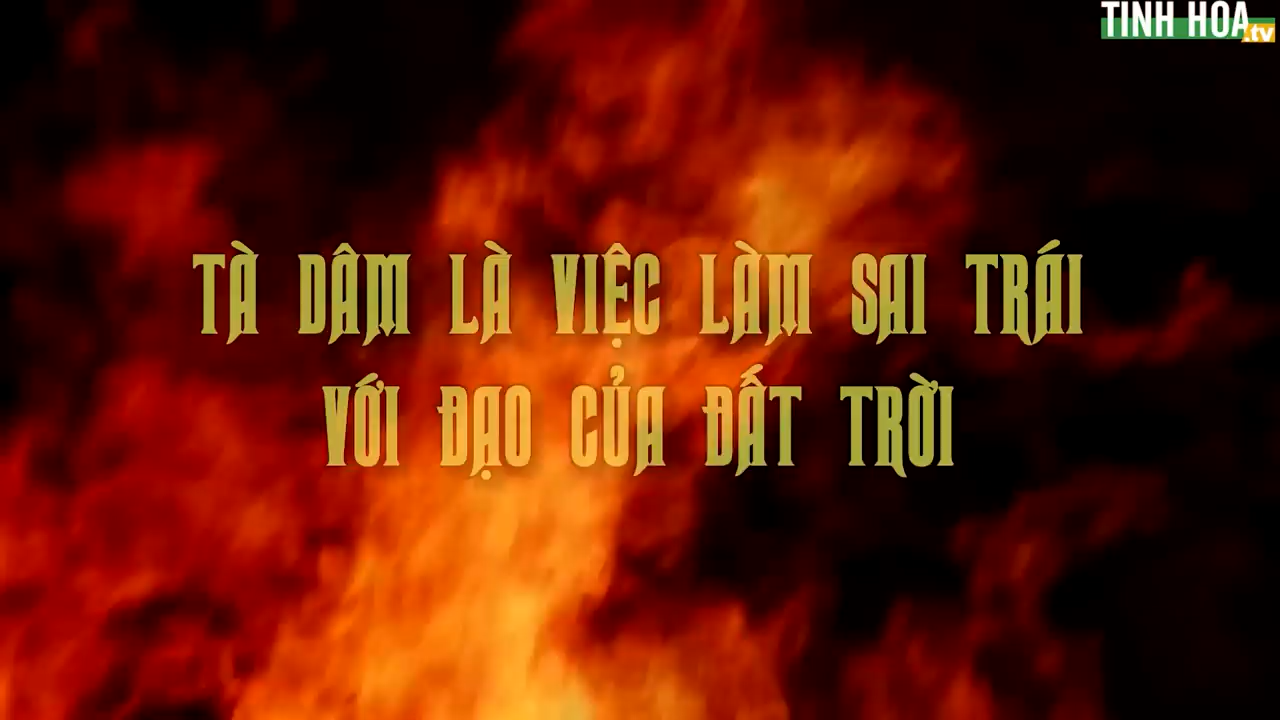 TINH HOA.tv
TÀ DÂM LÀ VIỆC LÀM SAI TRÁI
VỚI ĐẠO CỦA ĐẤT TRỜI